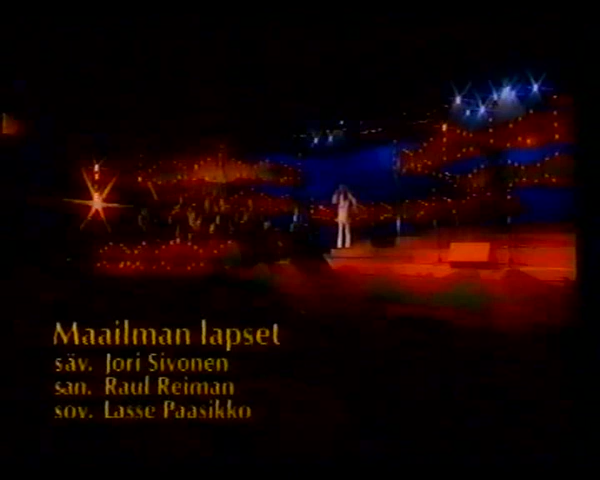 Maailman lapset
säv. Jori Sivonen
san. Raul Reiman
sov. Lasse Paasikko